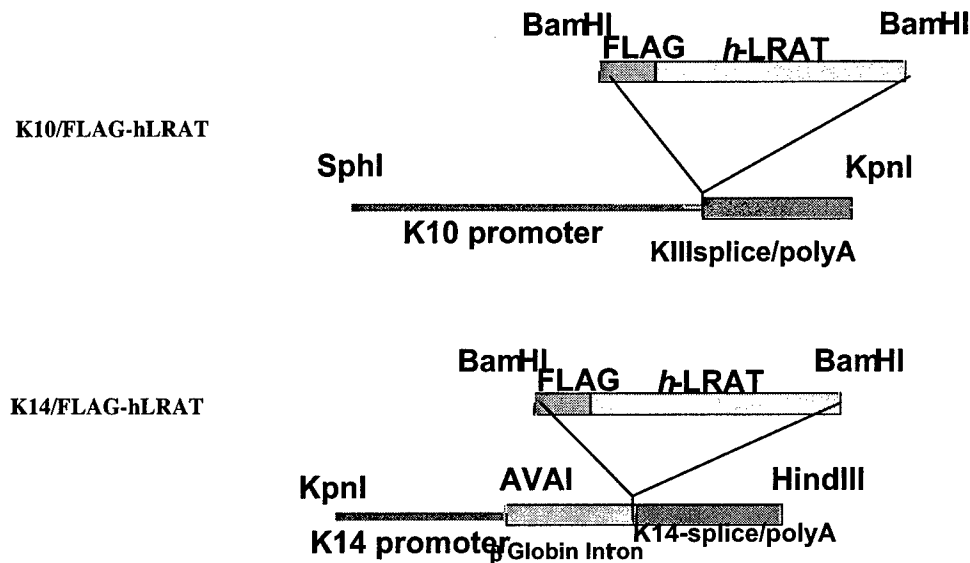 BamHI BamHI
FLAG h-LRAT
K10/FLAG-hLRAT
SphI KpnI
K10 promoter
KIIIsplice/polyA
BamHI BamHI
FLAG h-LRAT
K14/FLAG-hLRAT
KpnI AVAI HindIII
K14 promoter β Globin Intron K14-splice/polyA